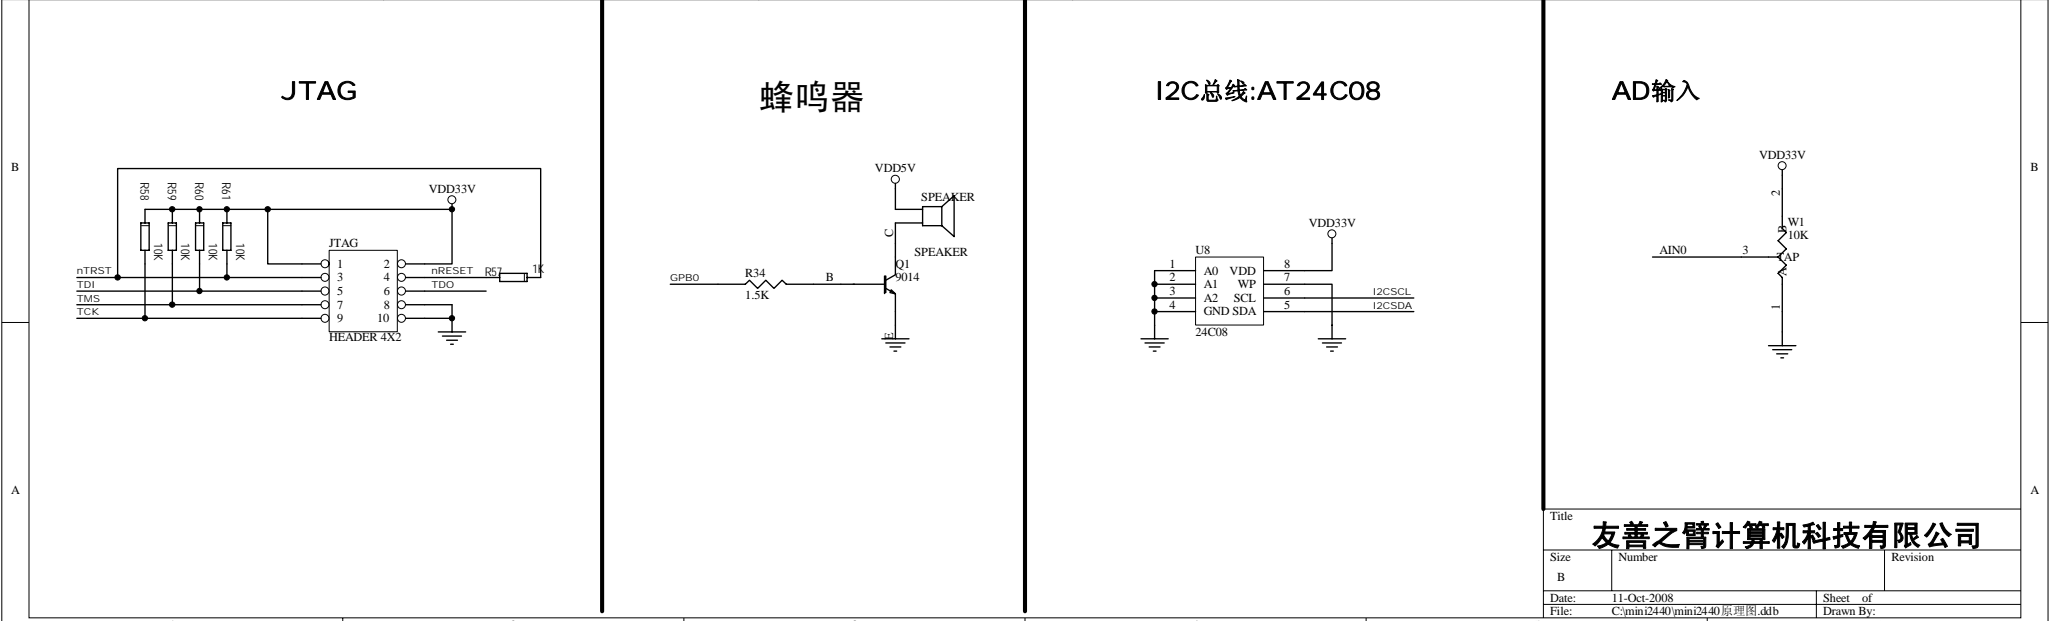 JTAG
蜂鸣器
I2C总线:AT24C08
AD输入
B
B
A
A
R58
R59
R60
R61
10K
10K
10K
10K
VDD33V
JTAG
1
2
3
4
5
6
7
8
9
10
HEADER 4X2
nTRST
TDI
TMS
TCK
nRESET
R57
1K
TDO
VDD5V
SPEAKER
SPEAKER
C
Q1
9014
GPB0
R34
1.5K
B
E
VDD33V
U8
1
2
3
4
A0 VDD
A1 WP
A2 SCL
GND SDA
8
7
6
5
24C08
I2CSCL
I2CSDA
VDD33V
2
W1
10K
B
AIN0
3
TAP
A
1
Title
友善之臂计算机科技有限公司
Size
B
Number
Revision
Date: 11-Oct-2008
Sheet of
File: C:\mini2440\mini2440原理图.ddb
Drawn By: